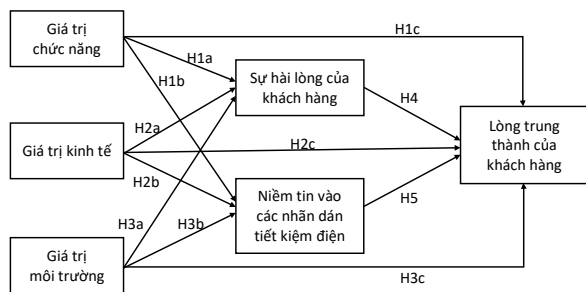 Giá trị
chức năng
H1c
H1a
H1b
Sự hài lòng của
khách hàng
H4
Giá trị kinh tế
H2a
H2c
H2b
Lòng trung
thành của
khách hàng
Niềm tin vào
các nhãn dán
tiết kiệm điện
H5
H3a
H3b
Giá trị
môi trường
H3c